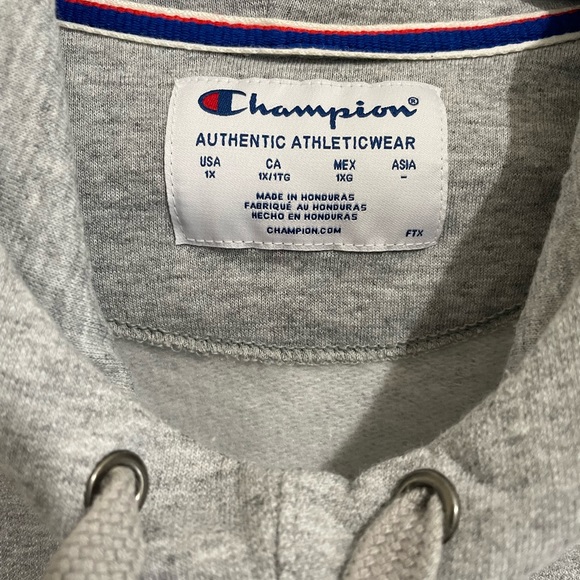 Champion®
AUTHENTIC ATHLETICWEAR
USA CA MEX ASIA
1X 1X/1TG 1XG -
MADE IN HONDURAS
FABRIQUÉ AU HONDURAS
HECHO EN HONDURAS
CHAMPION.COM FTX